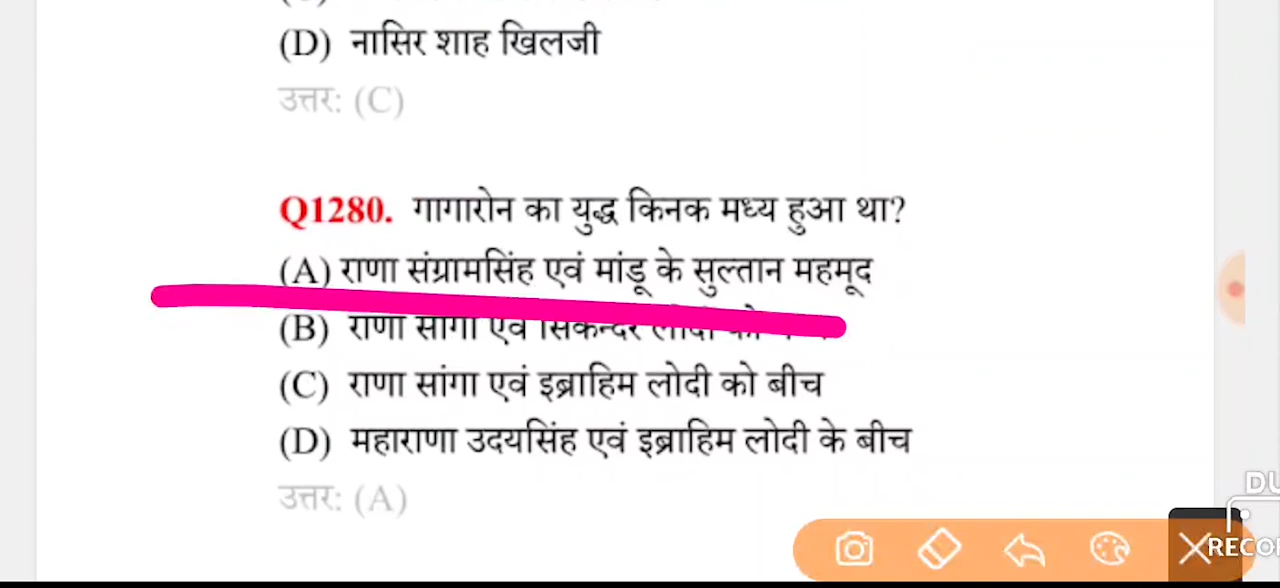 (D) नासिर शाह खिलजी
उत्तर: (C)
Q1280. गागारोन का युद्ध किनक मध्य हुआ था?
(A) राणा संग्रामसिंह एवं मांडू के सुल्तान महमूद
(B) राणा सांगा एवं सिकन्दर लोदी को
(C) राणा सांगा एवं इब्राहिम लोदी को बीच
(D) महाराणा उदयसिंह एवं इब्राहिम लोदी के बीच
उत्तर: (A)